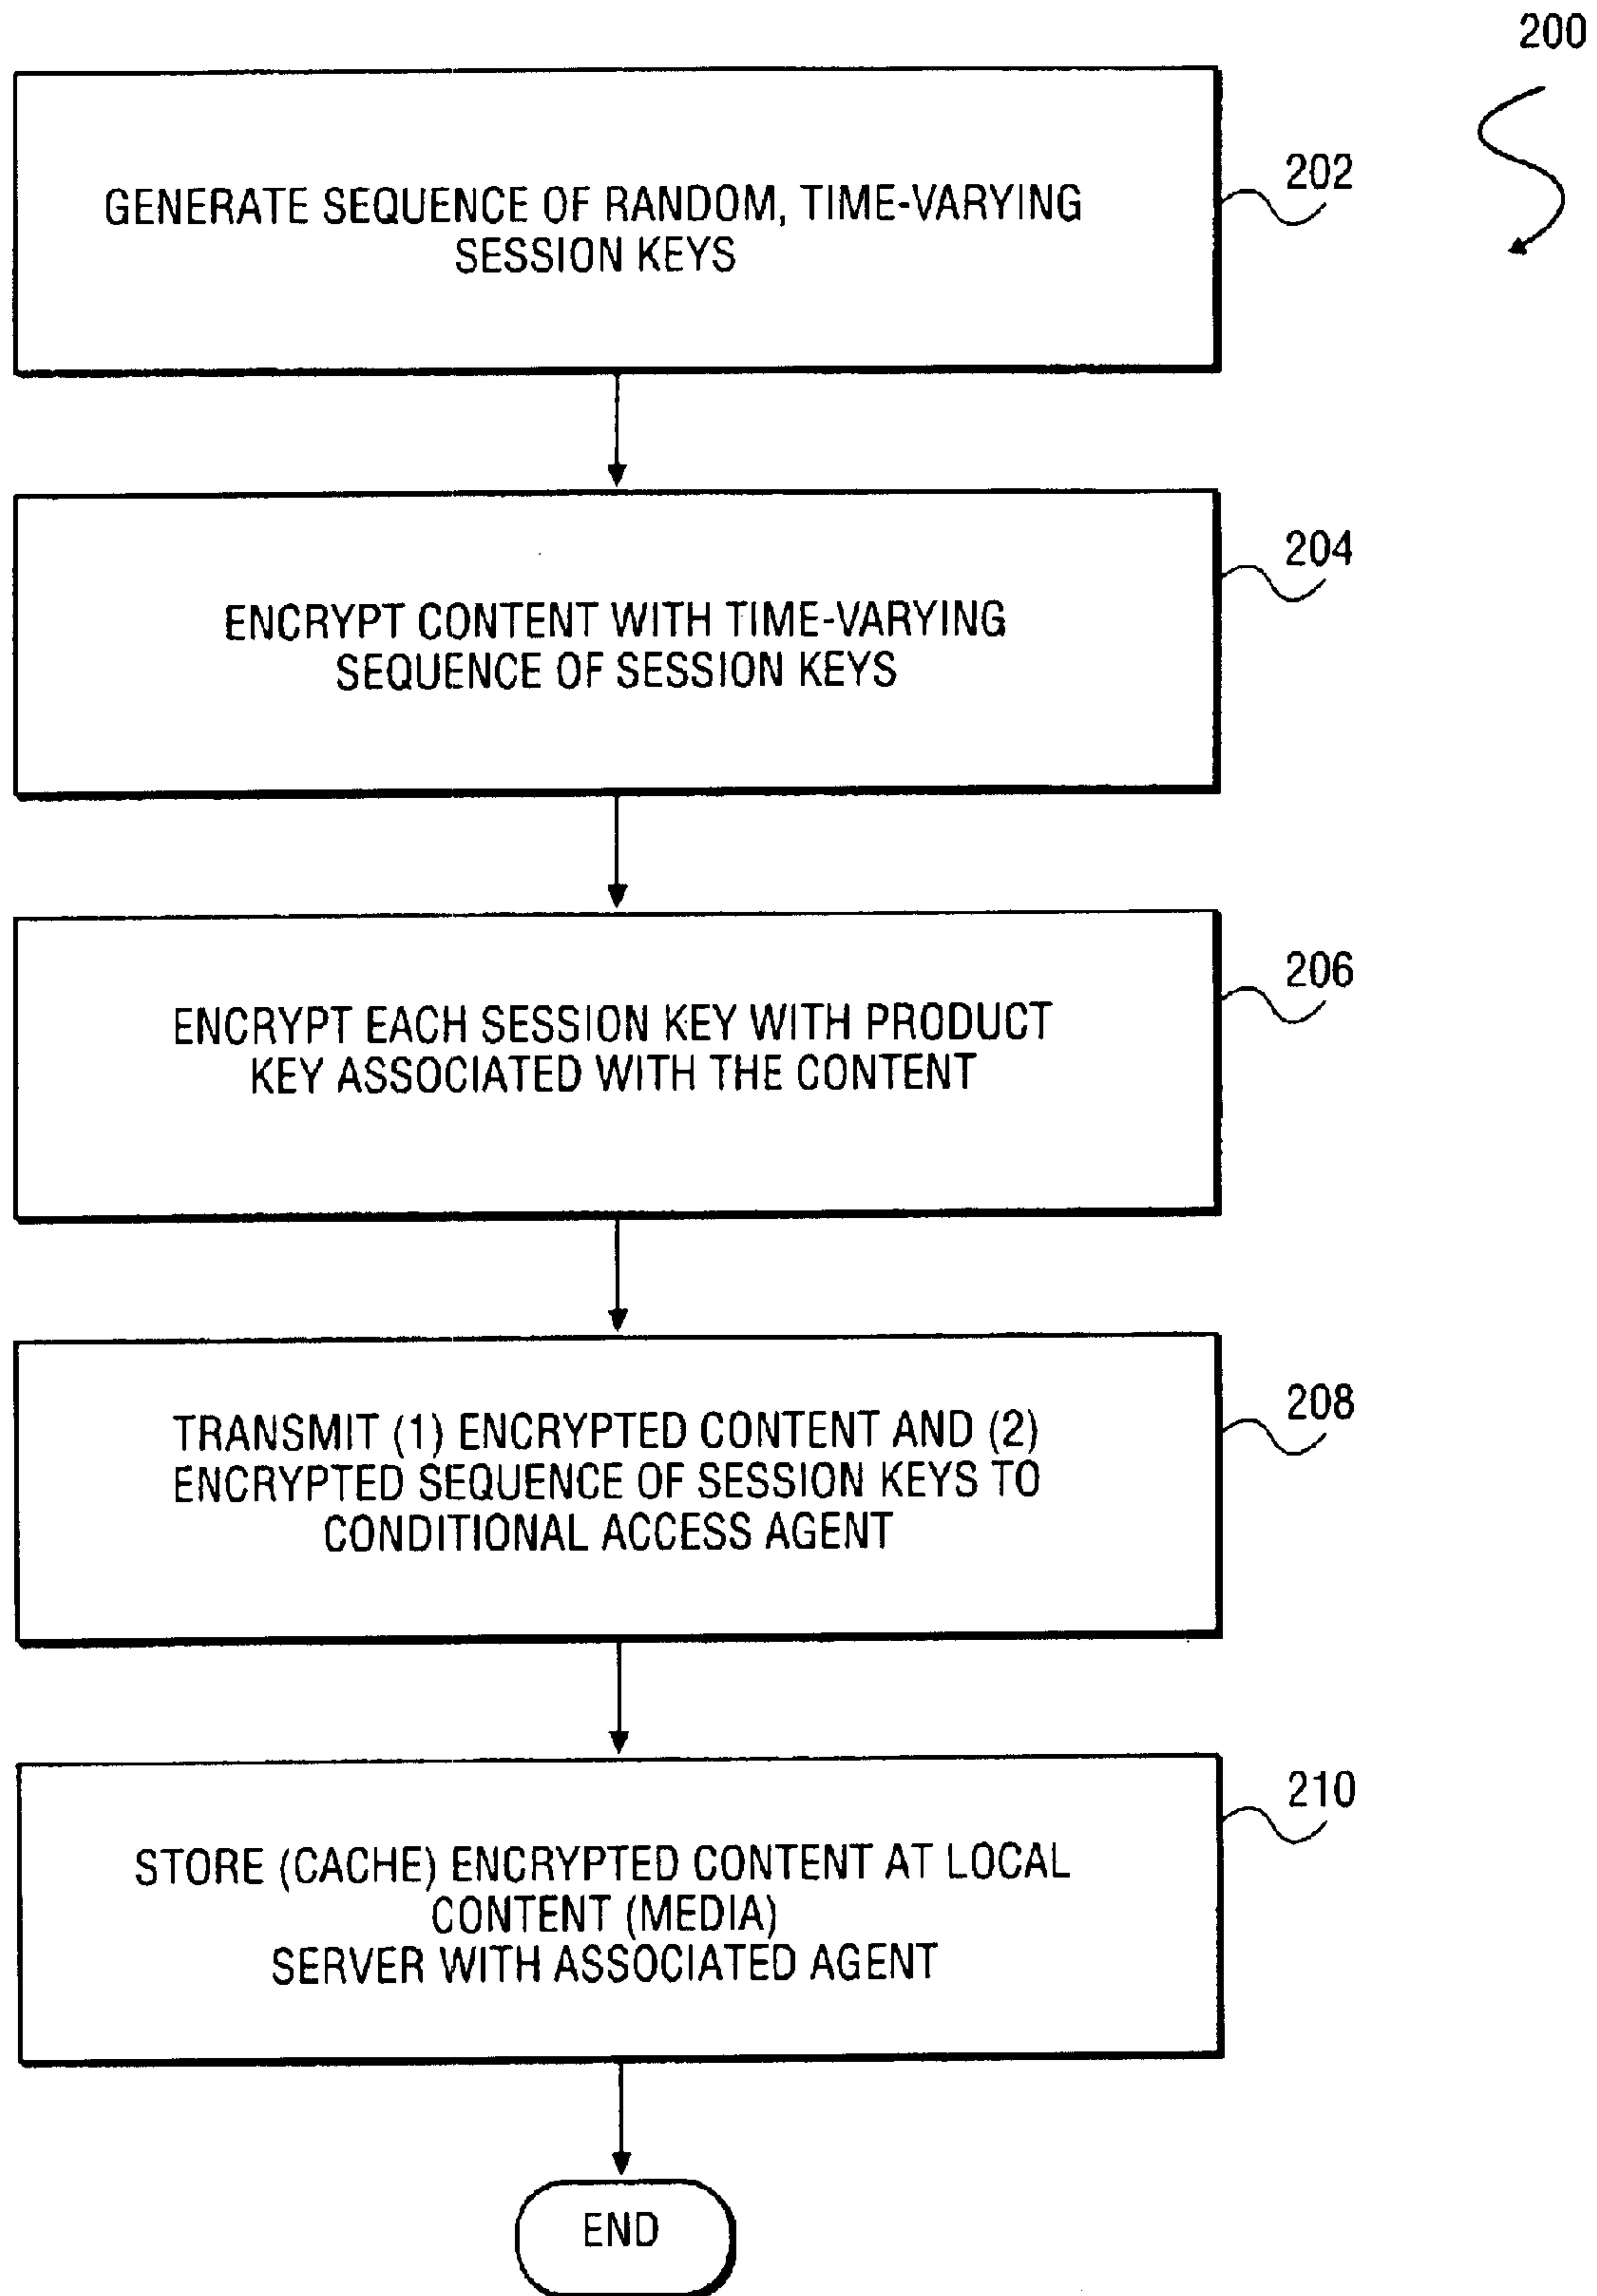 200
GENERATE SEQUENCE OF RANDOM, TIME-VARYING
SESSION KEYS
202
ENCRYPT CONTENT WITH TIME-VARYING
SEQUENCE OF SESSION KEYS
204
ENCRYPT EACH SESSION KEY WITH PRODUCT
KEY ASSOCIATED WITH THE CONTENT
206
TRANSMIT (1) ENCRYPTED CONTENT AND (2)
ENCRYPTED SEQUENCE OF SESSION KEYS TO
CONDITIONAL ACCESS AGENT
208
STORE (CACHE) ENCRYPTED CONTENT AT LOCAL
CONTENT (MEDIA)
SERVER WITH ASSOCIATED AGENT
210
END